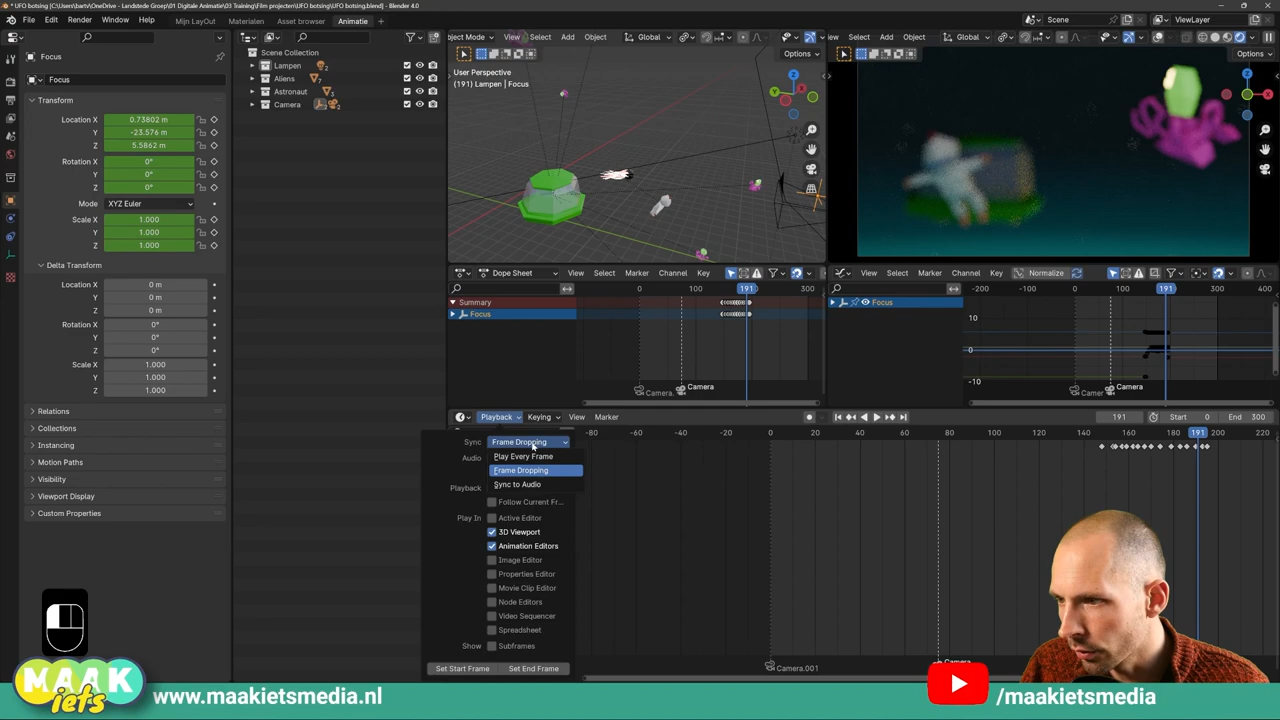 * UFO botsing [C:\Users\bartv\OneDrive - Landstede Groep\01 Digitale Animatie\03 Training\Film projecten\UFO botsing\UFO botsing.blend] - Blender 4.0
File Edit Render Window Help Mijn LayOut Materialen Asset browser Animatie + Scene ViewLayer
Object Mode View Select Add Object Global Options
View Select Add Object Global Options
Focus
Focus
Transform
Location X 0.73802 m
Y -23.576 m
Z 5.5862 m
Rotation X 0°
Y 0°
Z 0°
Mode XYZ Euler
Scale X 1.000
Y 1.000
Z 1.000
Delta Transform
Location X 0 m
Y 0 m
Z 0 m
Rotation X 0°
Y 0°
Z 0°
Scale X 1.000
Y 1.000
Z 1.000
Relations
Collections
Instancing
Motion Paths
Visibility
Viewport Display
Custom Properties
Scene Collection
Lampen 2
Aliens 7
Astronaut 3
Camera 2 2
User Perspective
(191) Lampen | Focus
Dope Sheet View Select Marker Channel Key
0 100 191 300
Summary
Focus
Camera.
Camera
View Select Marker Channel Key Normalize
-200 -100 0 100 191 300 400
Focus
10
0
-10
Camer
Camera
Playback Keying View Marker 191 Start 0 End 300
-80 -60 -40 -20 0 20 40 60 80 100 120 140 160 191 200 220
Sync Frame Dropping
Play Every Frame
Frame Dropping
Sync to Audio
Audio
Playback
Follow Current Fr...
Play In Active Editor
3D Viewport
Animation Editors
Image Editor
Properties Editor
Movie Clip Editor
Node Editors
Video Sequencer
Spreadsheet
Show Subframes
Set Start Frame Set End Frame
Camera.001
Camera
MAAK
iets
www.maakietsmedia.nl
/maakietsmedia